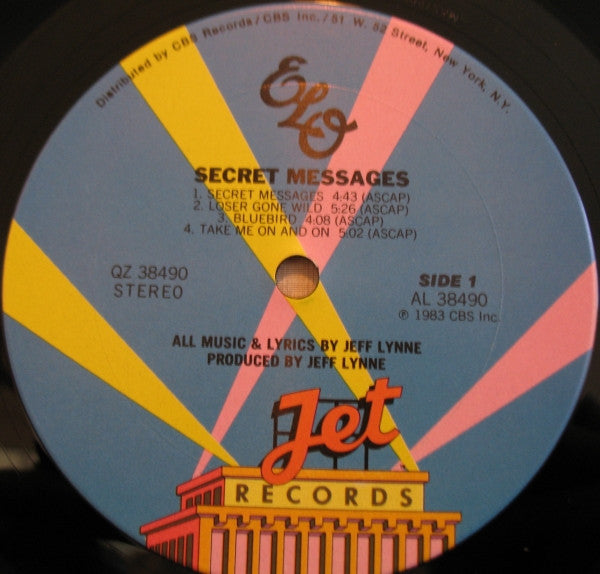 Distributed by CBS Records/CBS Inc./51 W. 52 Street, New York, N.Y.
ELO
SECRET MESSAGES
1. SECRET MESSAGES 4:43 (ASCAP)
2. LOSER GONE WILD 5:26 (ASCAP)
3. BLUEBIRD 4:08 (ASCAP)
4. TAKE ME ON AND ON 5:02 (ASCAP)
QZ 38490
STEREO
SIDE 1
AL 38490
℗ 1983 CBS Inc.
ALL MUSIC & LYRICS BY JEFF LYNNE
PRODUCED BY JEFF LYNNE
Jet
RECORDS